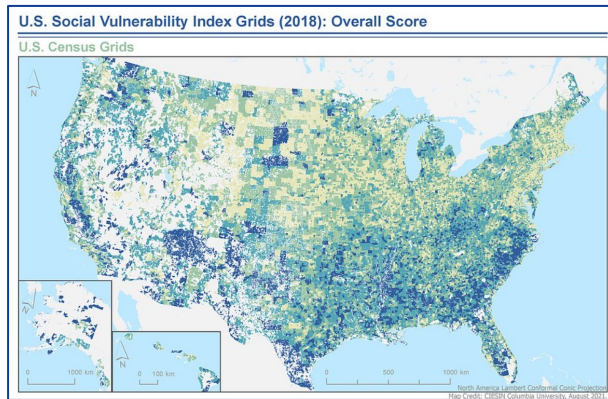 U.S. Social Vulnerability Index Grids (2018): Overall Score
U.S. Census Grids
N
N
N
0 1000 km
0 100 km
0 500 1000 km
North America Lambert Conformal Conic Projection
Map Credit: CIESIN Columbia University, August 2021.